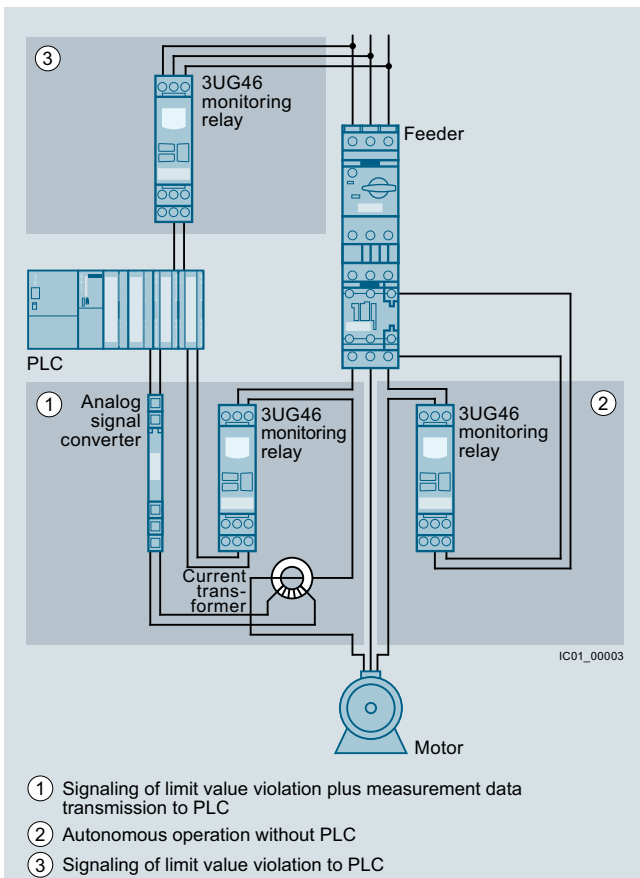 3
3UG46
monitoring
relay
Feeder
PLC
1
Analog
signal
converter
3UG46
monitoring
relay
3UG46
monitoring
relay
2
Current
trans-
former
IC01_00003
Motor
1 Signaling of limit value violation plus measurement data
transmission to PLC
2 Autonomous operation without PLC
3 Signaling of limit value violation to PLC